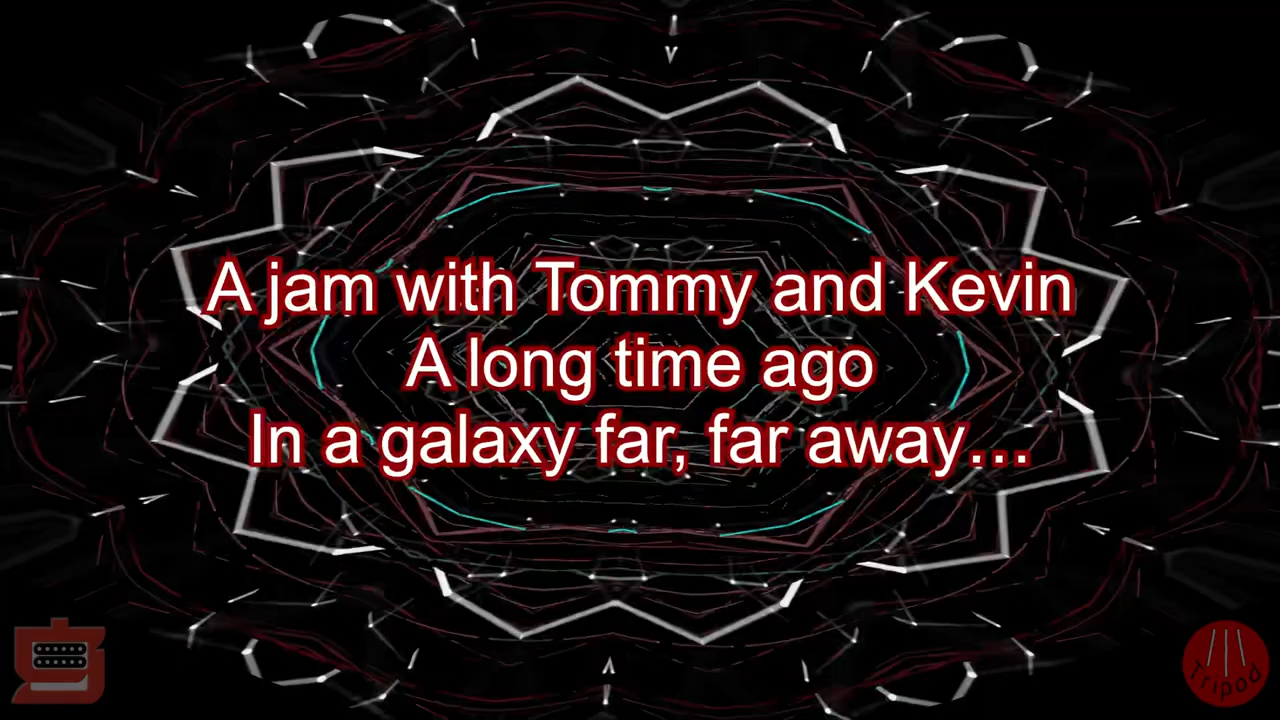 A jam with Tommy and Kevin
A long time ago
In a galaxy far, far away...
Tripod